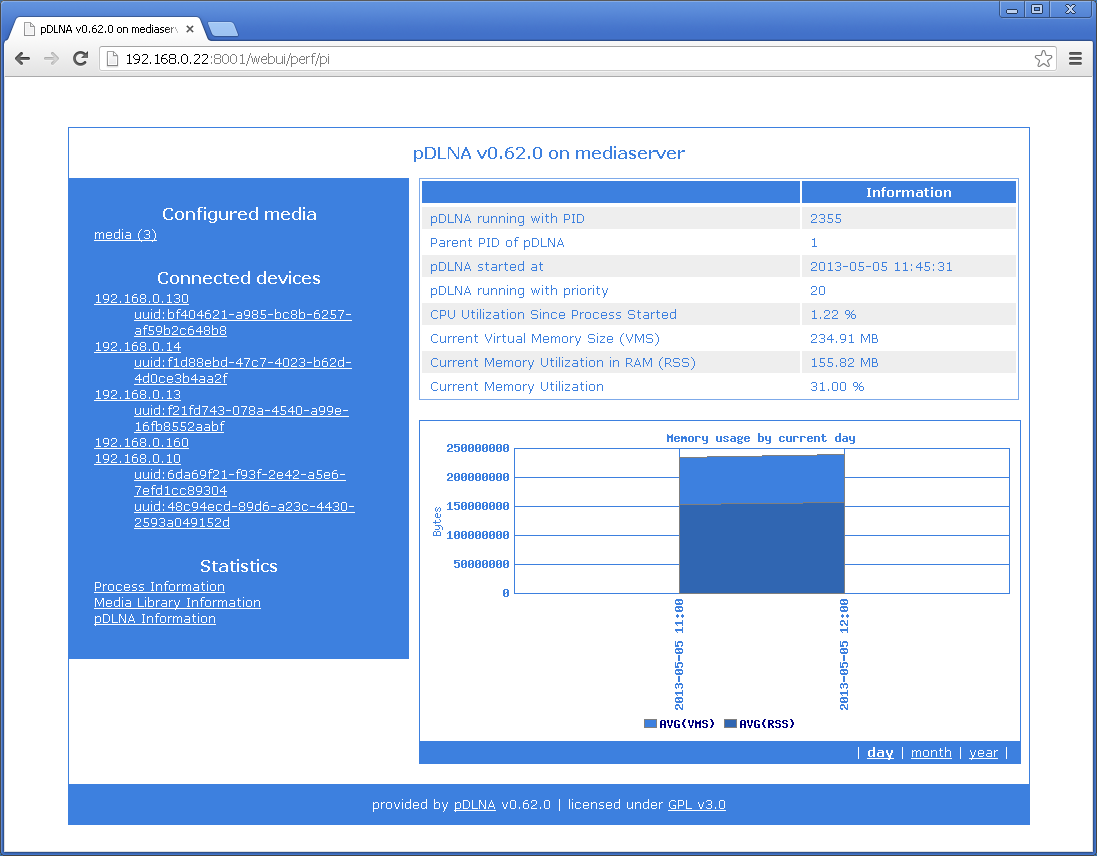 pDLNA v0.62.0 on mediaserv
192.168.0.22:8001/webui/perf/pi
pDLNA v0.62.0 on mediaserver
Configured media
media (3)
Connected devices
192.168.0.130
uuid:bf404621-a985-bc8b-6257-
af59b2c648b8
192.168.0.14
uuid:f1d88ebd-47c7-4023-b62d-
4d0ce3b4aa2f
192.168.0.13
uuid:f21fd743-078a-4540-a99e-
16fb8552aabf
192.168.0.160
192.168.0.10
uuid:6da69f21-f93f-2e42-a5e6-
7efd1cc89304
uuid:48c94ecd-89d6-a23c-4430-
2593a049152d
Statistics
Process Information
Media Library Information
pDLNA Information
Information
pDLNA running with PID 2355
Parent PID of pDLNA 1
pDLNA started at 2013-05-05 11:45:31
pDLNA running with priority 20
CPU Utilization Since Process Started 1.22 %
Current Virtual Memory Size (VMS) 234.91 MB
Current Memory Utilization in RAM (RSS) 155.82 MB
Current Memory Utilization 31.00 %
Memory usage by current day
Bytes
250000000
200000000
150000000
100000000
50000000
0
2013-05-05 11:00
2013-05-05 12:00
AVG(VMS) AVG(RSS)
| day | month | year |
provided by pDLNA v0.62.0 | licensed under GPL v3.0